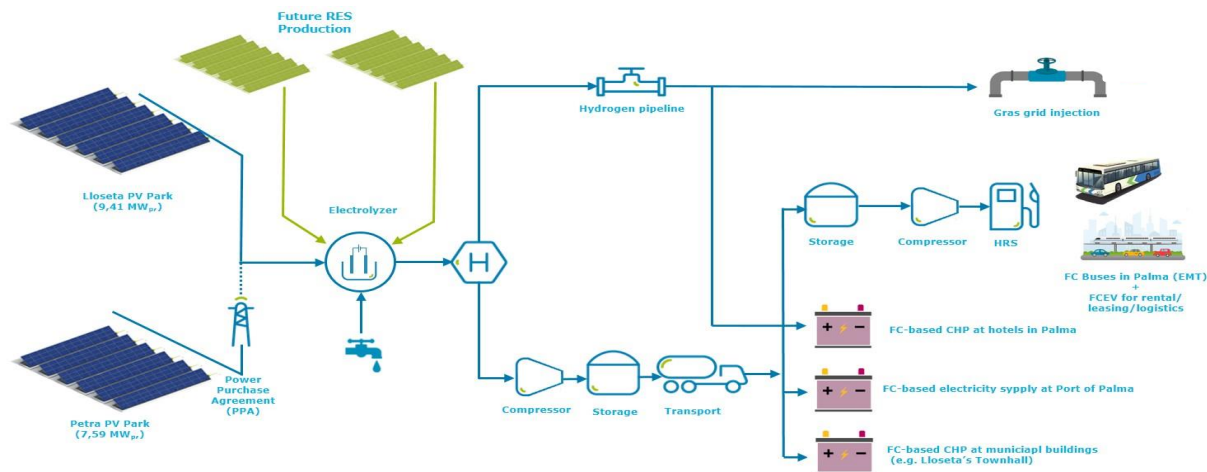 Future RES
Production
Hydrogen pipeline
Gras grid injection
Lloseta PV Park
(9,41 MWₚᵣ)
Electrolyzer
H
Storage
Compressor
HRS
FC Buses in Palma (EMT)
+
FCEV for rental/
leasing/logistics
FC-based CHP at hotels in Palma
Power
Purchase
Agreement
(PPA)
Petra PV Park
(7,59 MWₚᵣ)
Compressor
Storage
Transport
FC-based electricity sypply at Port of Palma
FC-based CHP at municiapl buildings
(e.g. Lloseta's Townhall)